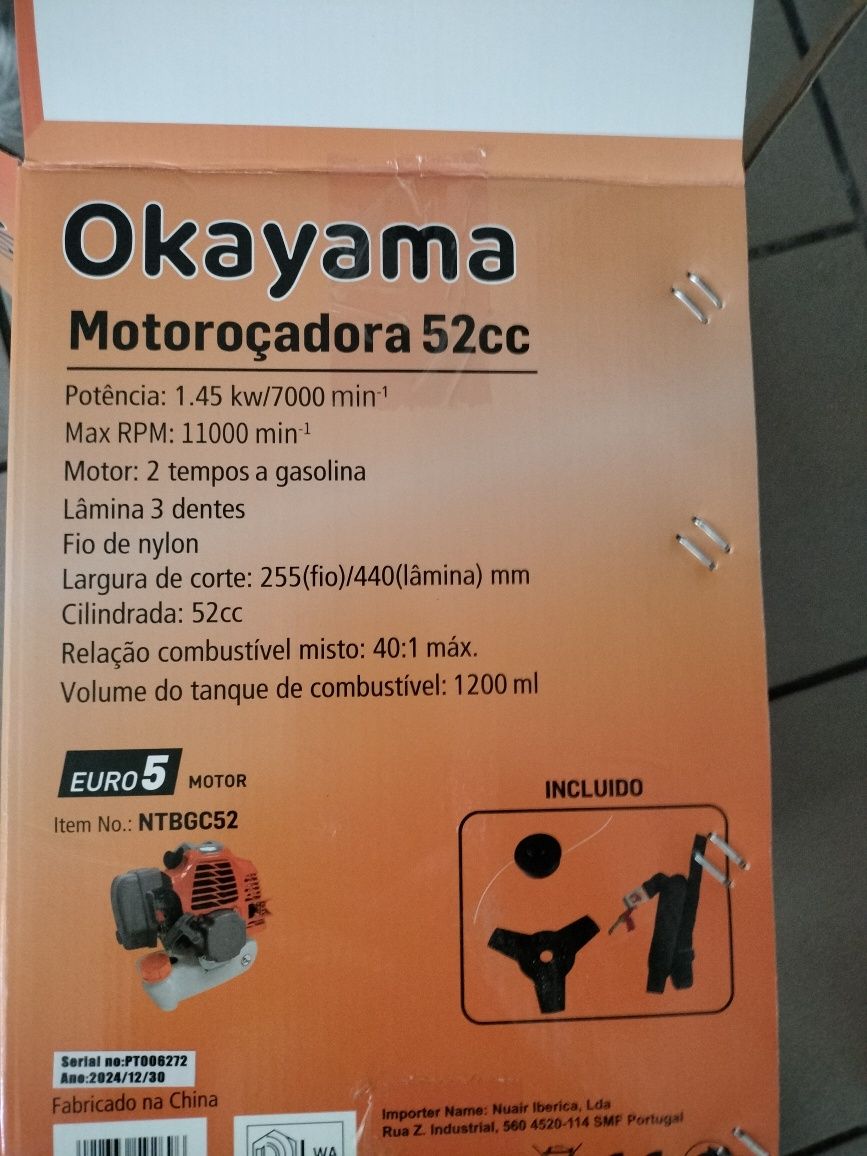 Okayama
Motoroçadora 52cc
Potência: 1.45 kw/7000 min-1
Max RPM: 11000 min-1
Motor: 2 tempos a gasolina
Lâmina 3 dentes
Fio de nylon
Largura de corte: 255(fio)/440(lâmina) mm
Cilindrada: 52cc
Relação combustível misto: 40:1 máx.
Volume do tanque de combustível: 1200 ml
EURO 5 MOTOR
Item No.: NTBGC52
INCLUIDO
Serial no:PT006272
Ano:2024/12/30
Fabricado na China
Importer Name: Nuair Iberica, Lda
Rua Z. Industrial, 560 4520-114 SMF Portugal
LWA